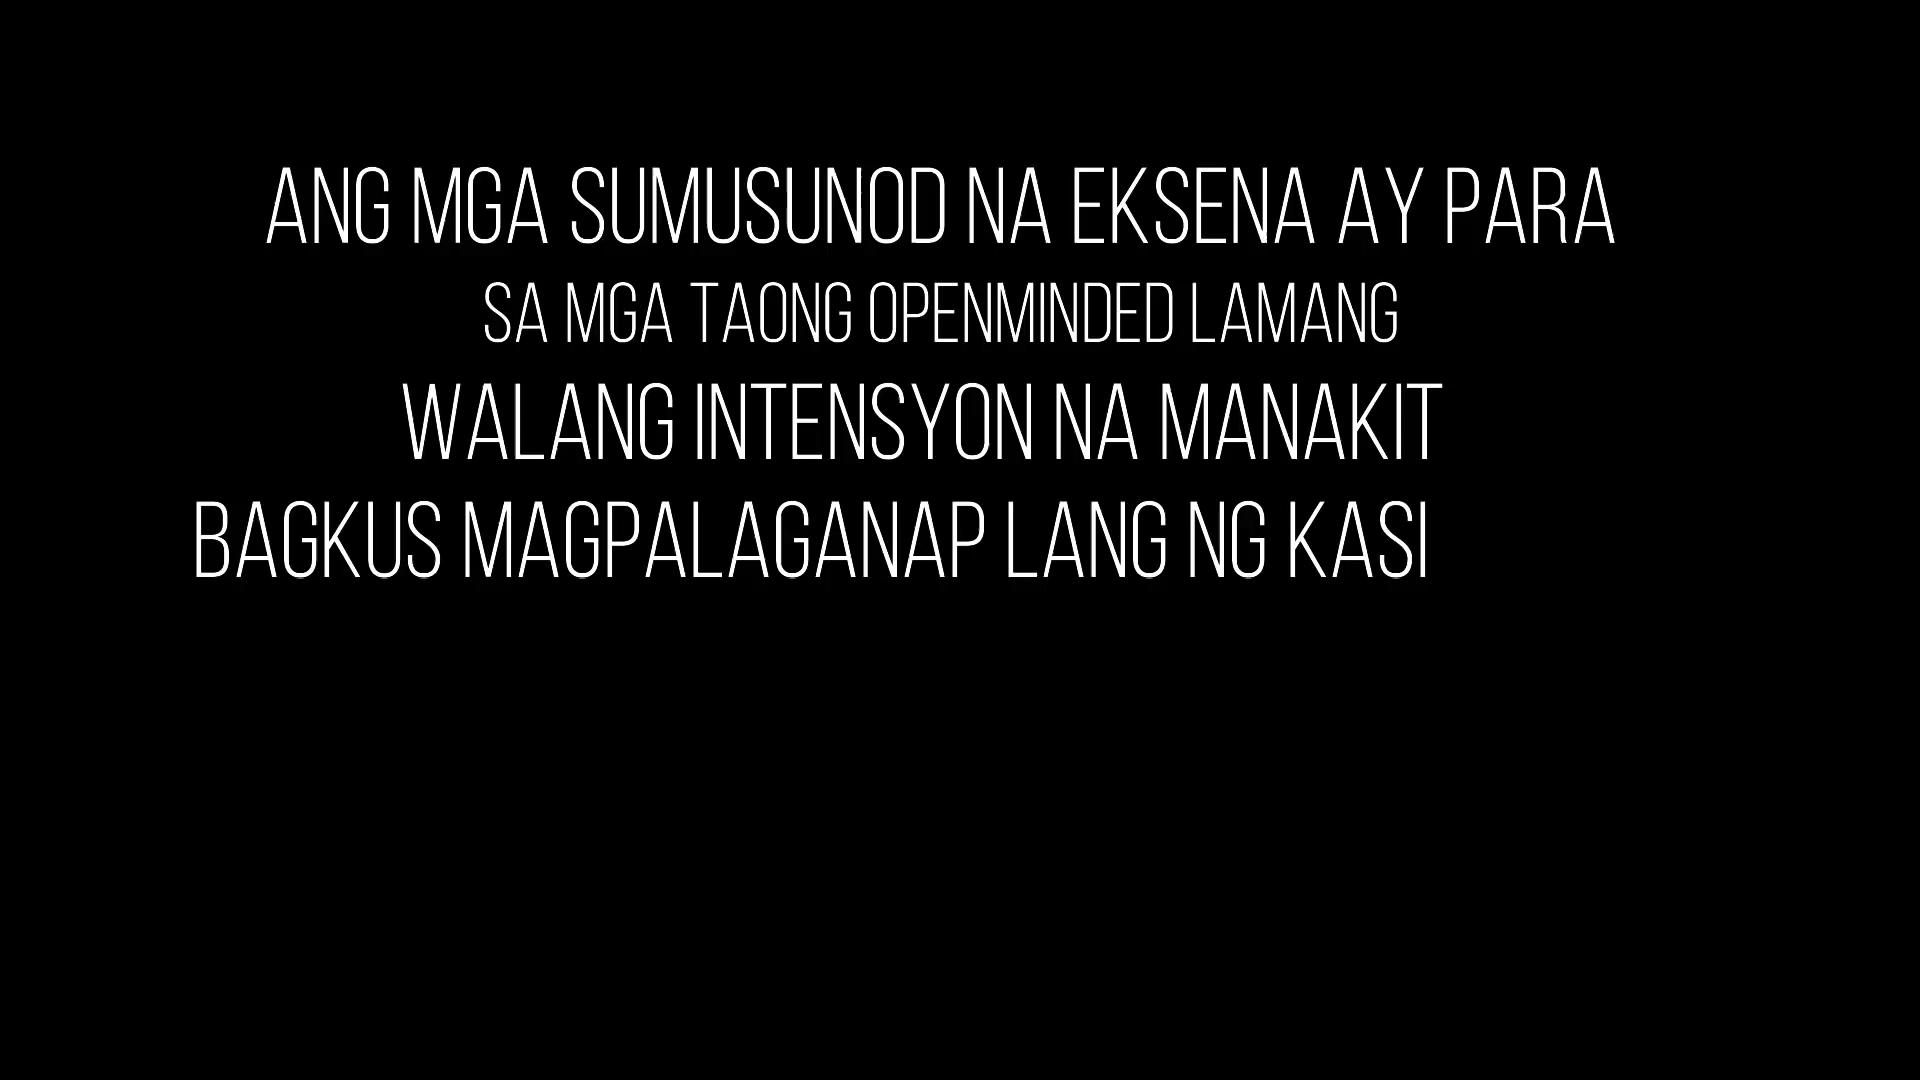 ANG MGA SUMUSUNOD NA EKSENA AY PARA
SA MGA TAONG OPENMINDED LAMANG
WALANG INTENSYON NA MANAKIT
BAGKUS MAGPALAGANAP LANG NG KASI